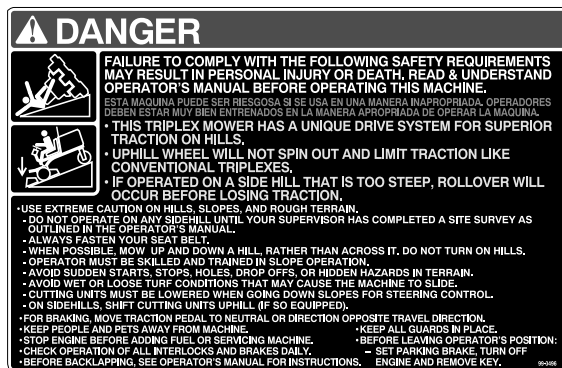 DANGER
FAILURE TO COMPLY WITH THE FOLLOWING SAFETY REQUIREMENTS
MAY RESULT IN PERSONAL INJURY OR DEATH. READ & UNDERSTAND
OPERATOR'S MANUAL BEFORE OPERATING THIS MACHINE.
ESTA MAQUINA PUEDE SER RIESGOSA SI SE USA EN UNA MANERA INAPROPRIADA. OPERADORES
DEBEN ESTAR MUY BIEN ENTRENADOS EN LA MANERA APROPRIADA DE OPERAR LA MAQUINA.
• THIS TRIPLEX MOWER HAS A UNIQUE DRIVE SYSTEM FOR SUPERIOR
TRACTION ON HILLS.
• UPHILL WHEEL WILL NOT SPIN OUT AND LIMIT TRACTION LIKE
CONVENTIONAL TRIPLEXES.
• IF OPERATED ON A SIDE HILL THAT IS TOO STEEP, ROLLOVER WILL
OCCUR BEFORE LOSING TRACTION.
•USE EXTREME CAUTION ON HILLS, SLOPES, AND ROUGH TERRAIN.
- DO NOT OPERATE ON ANY SIDEHILL UNTIL YOUR SUPERVISOR HAS COMPLETED A SITE SURVEY AS
OUTLINED IN THE OPERATOR'S MANUAL.
- ALWAYS FASTEN YOUR SEAT BELT.
- WHEN POSSIBLE, MOW UP AND DOWN A HILL, RATHER THAN ACROSS IT. DO NOT TURN ON HILLS.
- OPERATOR MUST BE SKILLED AND TRAINED IN SLOPE OPERATION.
- AVOID SUDDEN STARTS, STOPS, HOLES, DROP OFFS, OR HIDDEN HAZARDS IN TERRAIN.
- AVOID WET OR LOOSE TURF CONDITIONS THAT MAY CAUSE THE MACHINE TO SLIDE.
- CUTTING UNITS MUST BE LOWERED WHEN GOING DOWN SLOPES FOR STEERING CONTROL.
- ON SIDEHILLS, SHIFT CUTTING UNITS UPHILL (IF SO EQUIPPED).
•FOR BRAKING, MOVE TRACTION PEDAL TO NEUTRAL OR DIRECTION OPPOSITE TRAVEL DIRECTION.
•KEEP PEOPLE AND PETS AWAY FROM MACHINE.
•STOP ENGINE BEFORE ADDING FUEL OR SERVICING MACHINE.
•CHECK OPERATION OF ALL INTERLOCKS AND BRAKES DAILY.
•BEFORE BACKLAPPING, SEE OPERATOR'S MANUAL FOR INSTRUCTIONS.
•KEEP ALL GUARDS IN PLACE.
•BEFORE LEAVING OPERATOR'S POSITION:
– SET PARKING BRAKE, TURN OFF
ENGINE AND REMOVE KEY.
99-3496